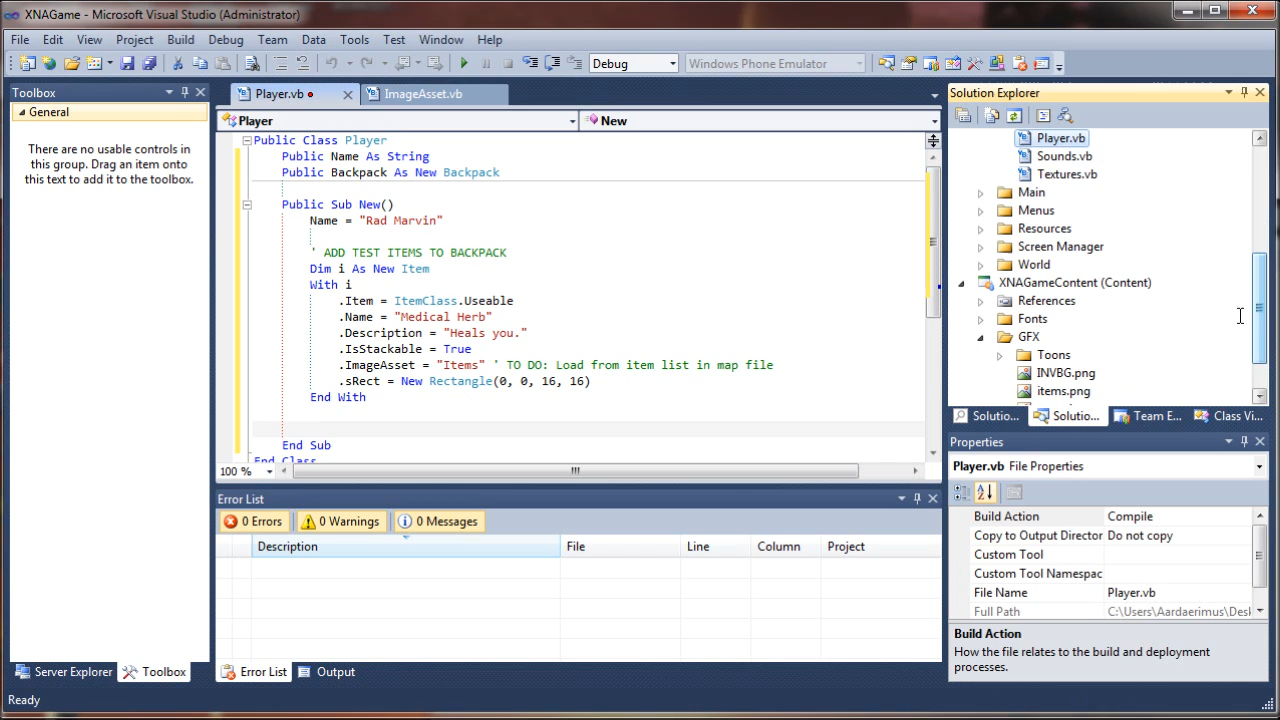 XNAGame - Microsoft Visual Studio (Administrator)
File Edit View Project Build Debug Team Data Tools Test Window Help
Debug Windows Phone Emulator
Toolbox
General
There are no usable controls in
this group. Drag an item onto
this text to add it to the toolbox.
Server Explorer Toolbox
Player.vb ImageAsset.vb
Player New
Public Class Player
Public Name As String
Public Backpack As New Backpack
Public Sub New()
Name = "Rad Marvin"
' ADD TEST ITEMS TO BACKPACK
Dim i As New Item
With i
.Item = ItemClass.Useable
.Name = "Medical Herb"
.Description = "Heals you."
.IsStackable = True
.ImageAsset = "Items" ' TO DO: Load from item list in map file
.sRect = New Rectangle(0, 0, 16, 16)
End With
End Sub
End Class
100 %
Error List
0 Errors 0 Warnings 0 Messages
Description File Line Column Project
Error List Output
Solution Explorer
Player.vb
Sounds.vb
Textures.vb
Main
Menus
Resources
Screen Manager
World
XNAGameContent (Content)
References
Fonts
GFX
Toons
INVBG.png
items.png
Solutio... Solutio... Team E... Class Vi...
Properties
Player.vb File Properties
Build Action Compile
Copy to Output Director Do not copy
Custom Tool
Custom Tool Namespac
File Name Player.vb
Full Path C:\Users\Aardaerimus\Desk
Build Action
How the file relates to the build and deployment
processes.
Ready